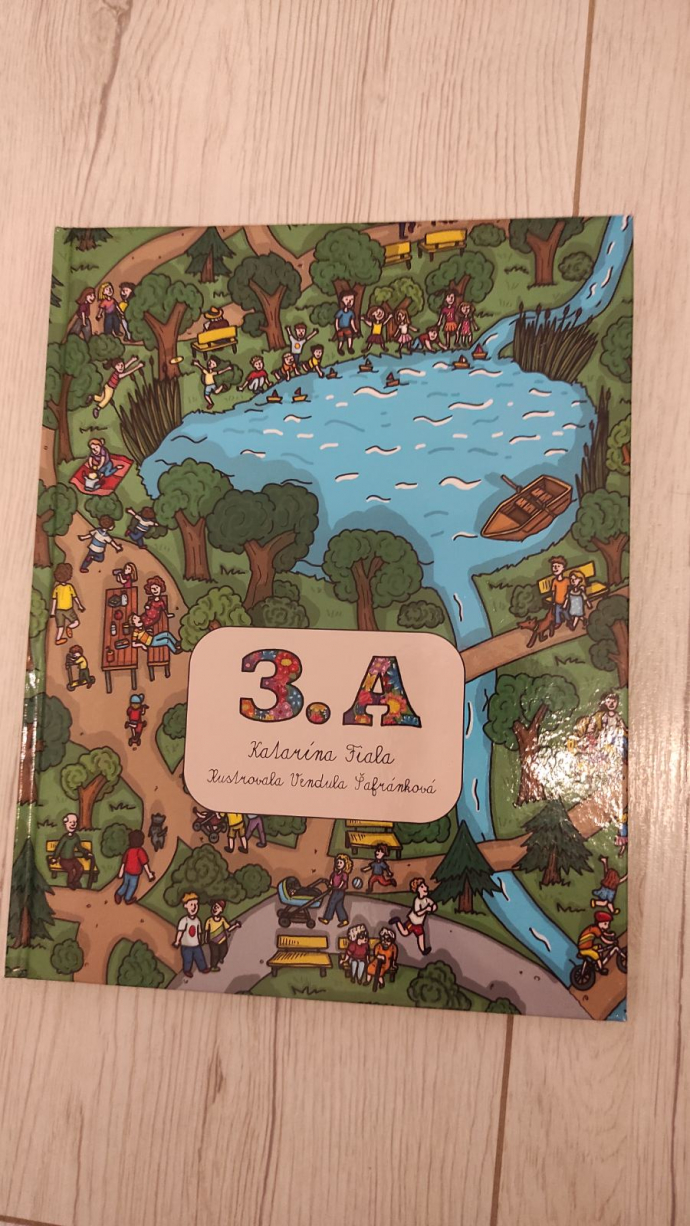 3.A
Katarína Fiala
Ilustrovala Vendula Šafránková